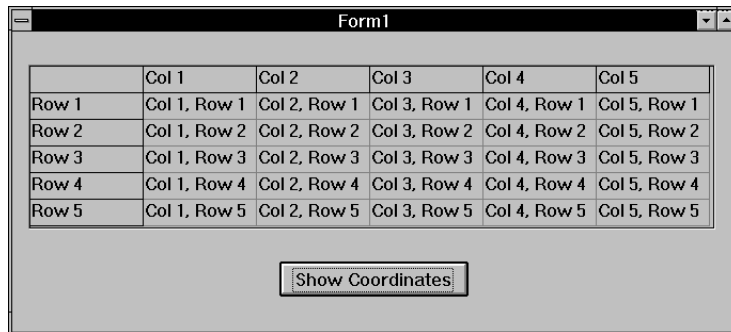 Form1
Col 1 Col 2 Col 3 Col 4 Col 5
Row 1 Col 1, Row 1 Col 2, Row 1 Col 3, Row 1 Col 4, Row 1 Col 5, Row 1
Row 2 Col 1, Row 2 Col 2, Row 2 Col 3, Row 2 Col 4, Row 2 Col 5, Row 2
Row 3 Col 1, Row 3 Col 2, Row 3 Col 3, Row 3 Col 4, Row 3 Col 5, Row 3
Row 4 Col 1, Row 4 Col 2, Row 4 Col 3, Row 4 Col 4, Row 4 Col 5, Row 4
Row 5 Col 1, Row 5 Col 2, Row 5 Col 3, Row 5 Col 4, Row 5 Col 5, Row 5
Show Coordinates